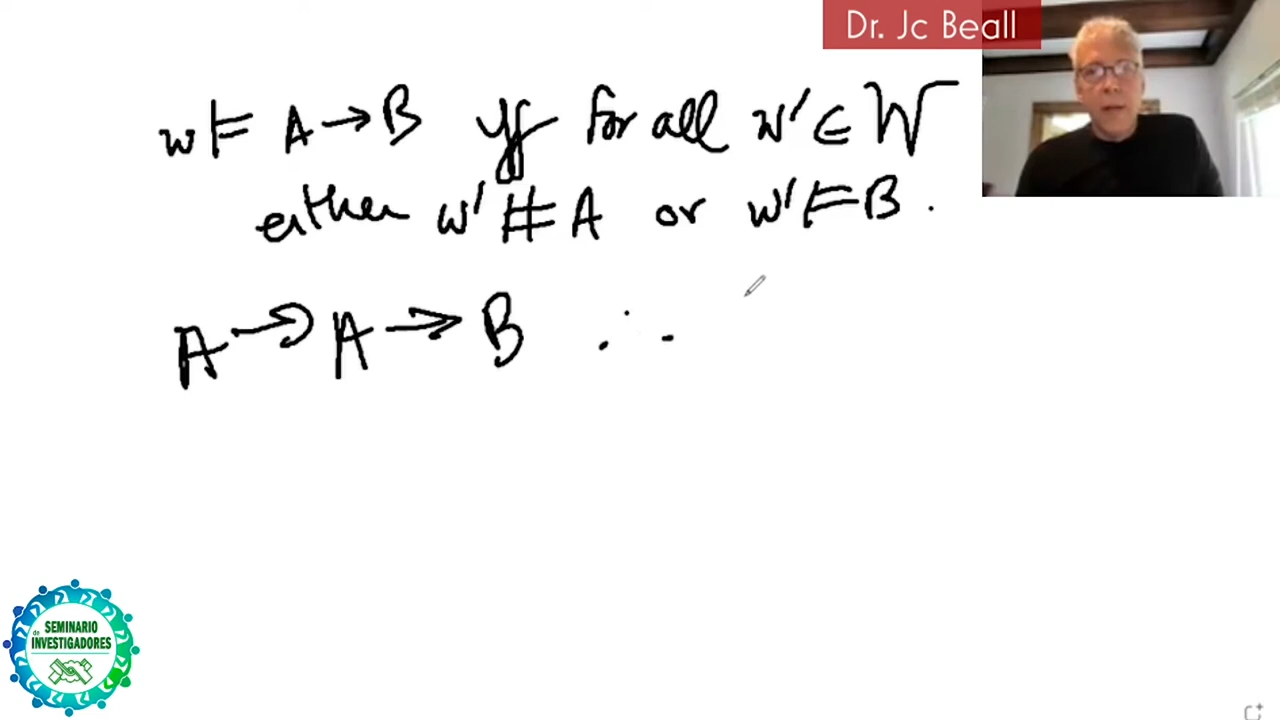 Dr. Jc Beall
w ⊨ A → B iff for all w' ∈ W
either w' ⊭ A or w' ⊨ B .
A → A → B ∴
SEMINARIO
de INVESTIGADORES